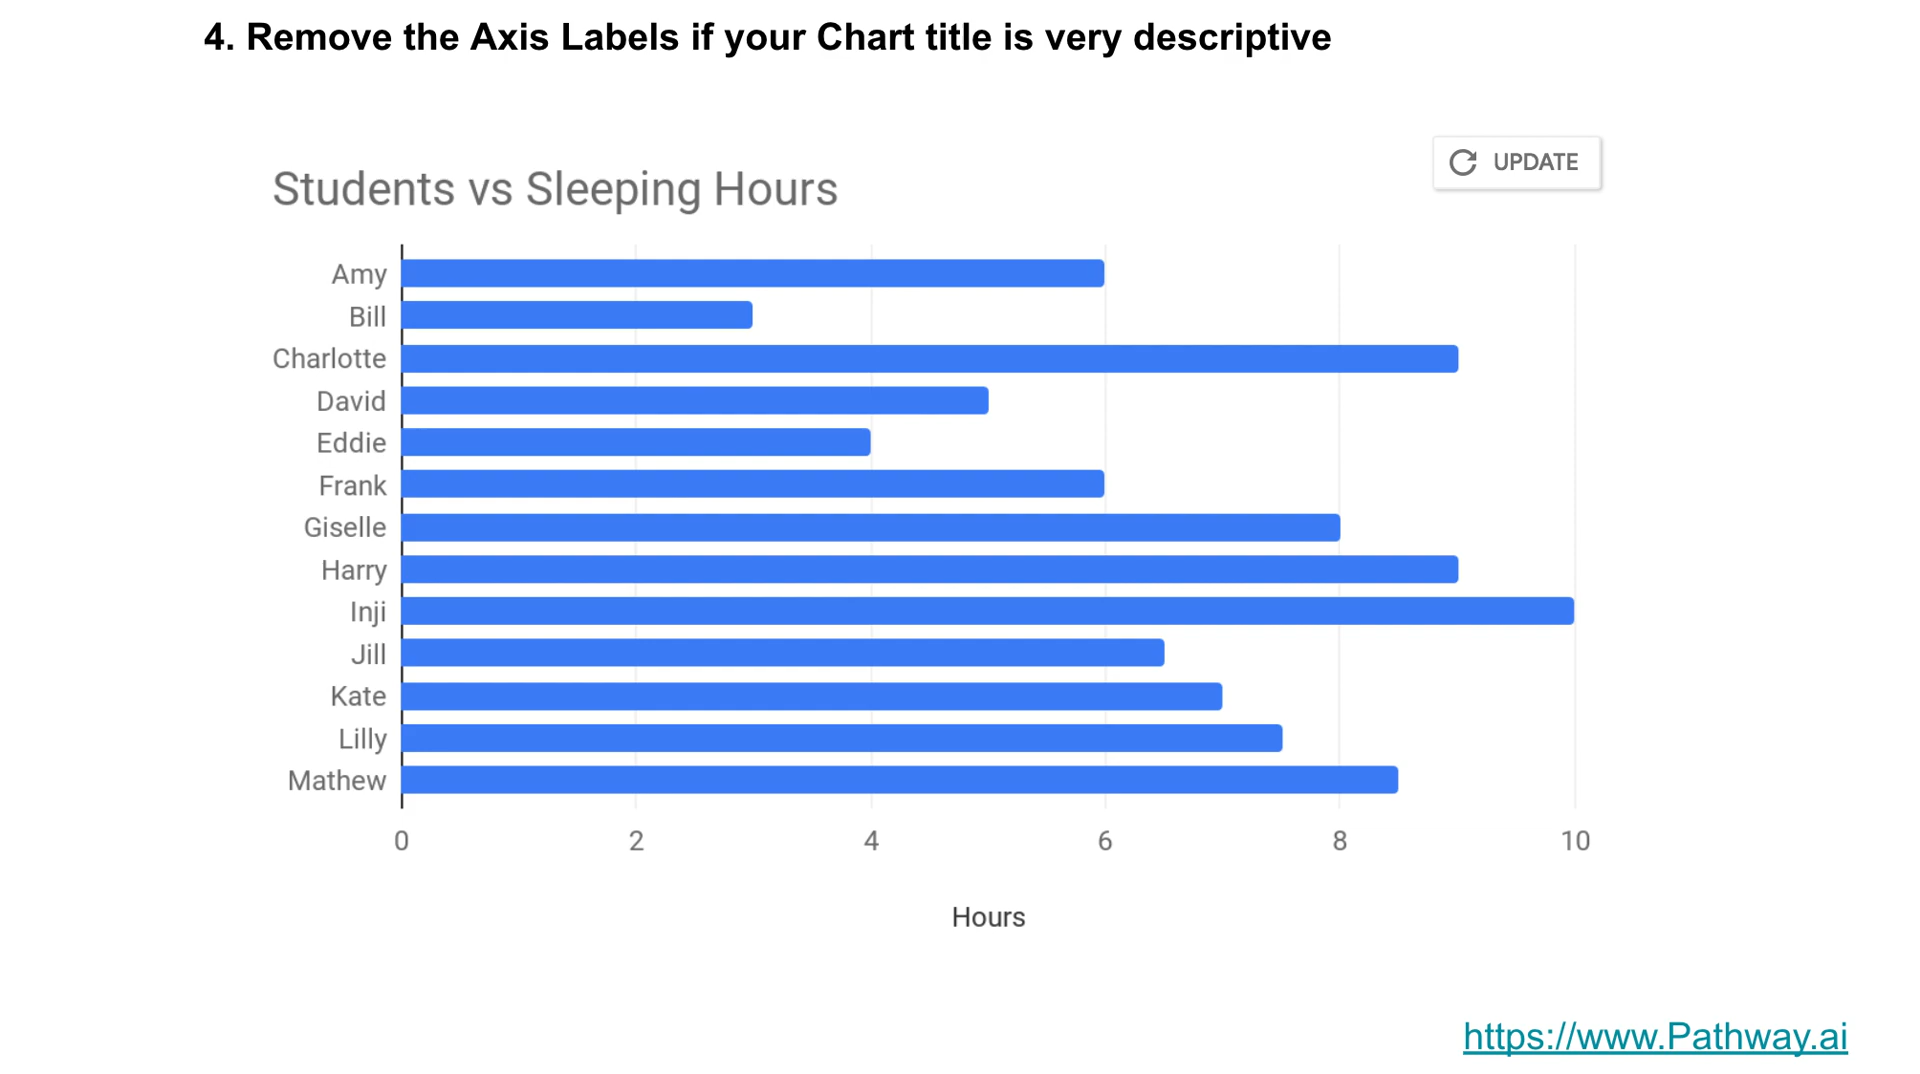 4. Remove the Axis Labels if your Chart title is very descriptive
UPDATE
Students vs Sleeping Hours
Amy
Bill
Charlotte
David
Eddie
Frank
Giselle
Harry
Inji
Jill
Kate
Lilly
Mathew
0 2 4 6 8 10
Hours
https://www.Pathway.ai